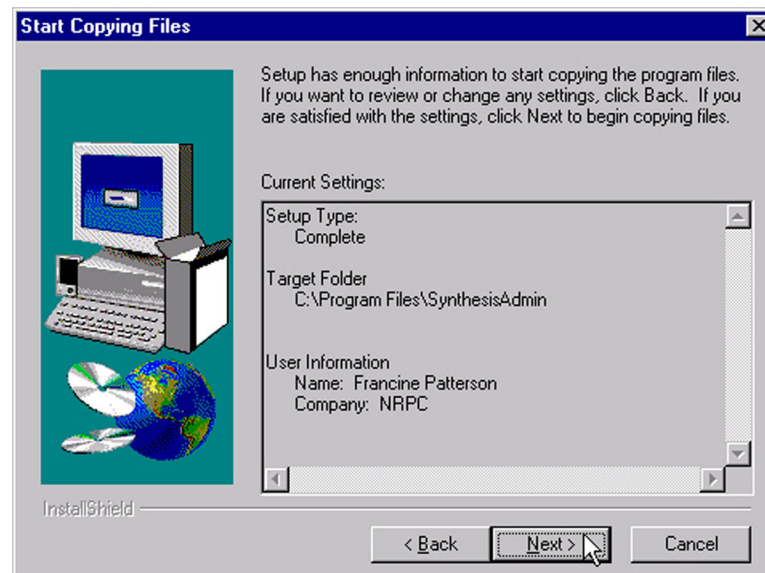 Start Copying Files
Setup has enough information to start copying the program files.
If you want to review or change any settings, click Back.  If you
are satisfied with the settings, click Next to begin copying files.
Current Settings:
Setup Type:
Complete
Target Folder
C:\Program Files\SynthesisAdmin
User Information
Name:  Francine Patterson
Company:  NRPC
InstallShield
< Back
Next >
Cancel